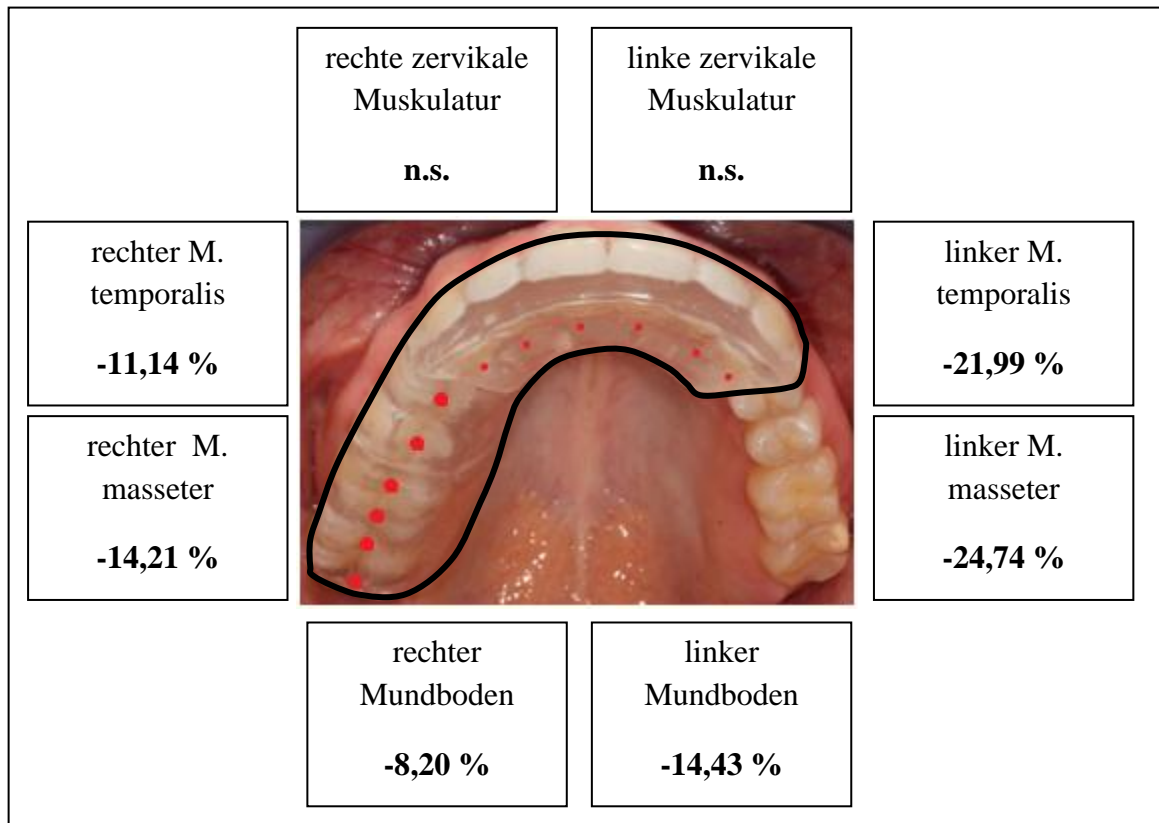 rechte zervikale
Muskulatur
n.s.
linke zervikale
Muskulatur
n.s.
rechter M.
temporalis
-11,14 %
linker M.
temporalis
-21,99 %
rechter M.
masseter
-14,21 %
linker M.
masseter
-24,74 %
rechter
Mundboden
-8,20 %
linker
Mundboden
-14,43 %